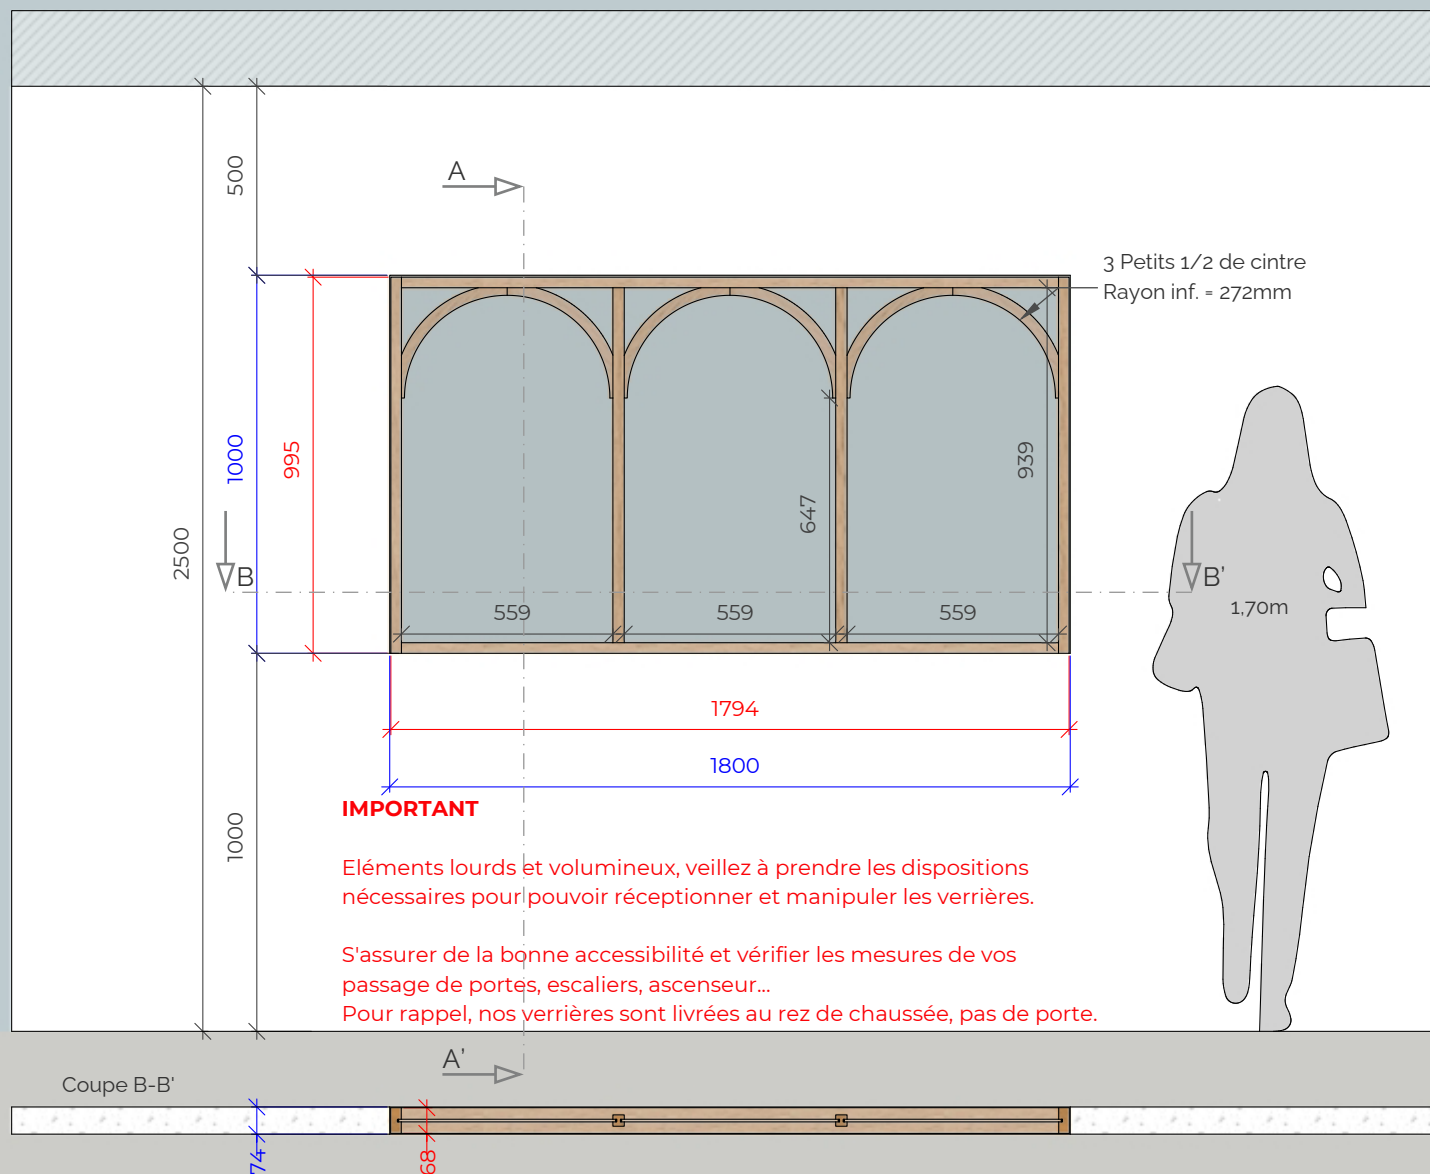 500
A
3 Petits 1/2 de cintre
Rayon inf. = 272mm
1000
995
939
647
2500
B
B'
1,70m
559
559
559
1794
1800
1000
IMPORTANT
Eléments lourds et volumineux, veillez à prendre les dispositions
nécessaires pour pouvoir réceptionner et manipuler les verrières.
S'assurer de la bonne accessibilité et vérifier les mesures de vos
passage de portes, escaliers, ascenseur...
Pour rappel, nos verrières sont livrées au rez de chaussée, pas de porte.
A'
Coupe B-B'
74
68